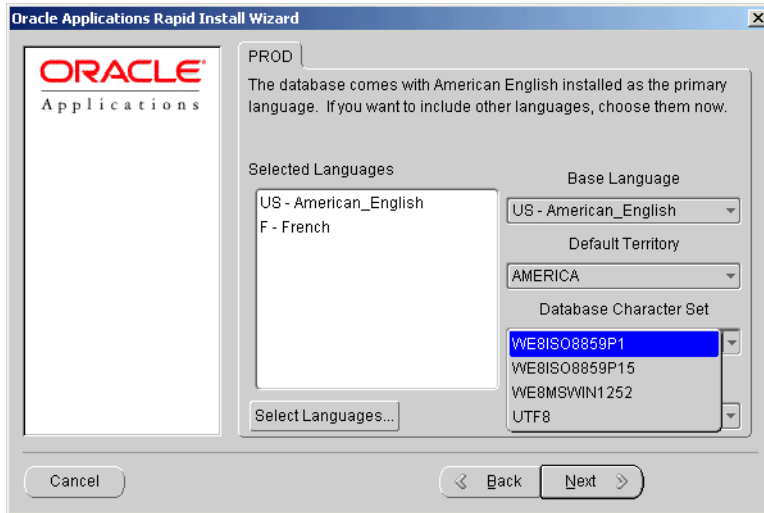 Oracle Applications Rapid Install Wizard
ORACLE®
Applications
PROD
The database comes with American English installed as the primary
language. If you want to include other languages, choose them now.
Selected Languages
US - American_English
F - French
Select Languages...
Base Language
US - American_English
Default Territory
AMERICA
Database Character Set
WE8ISO8859P1
WE8ISO8859P15
WE8MSWIN1252
UTF8
Cancel
Back
Next